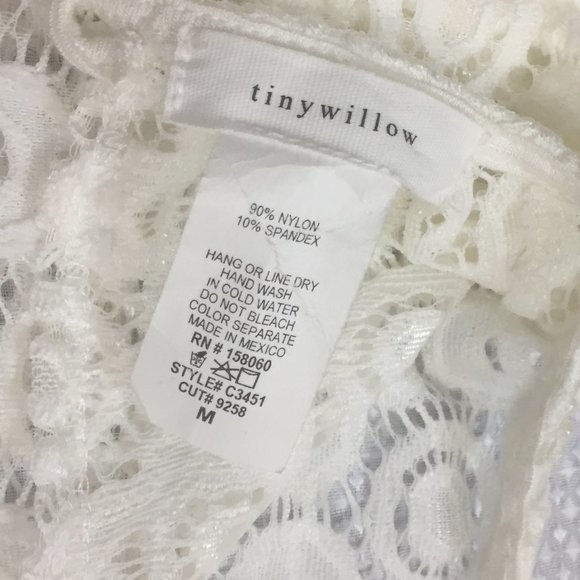 tinywillow
90% NYLON
10% SPANDEX
HANG OR LINE DRY
HAND WASH
IN COLD WATER
DO NOT BLEACH
COLOR SEPARATE
MADE IN MEXICO
RN # 158060
STYLE# C3451
CUT# 9258
M